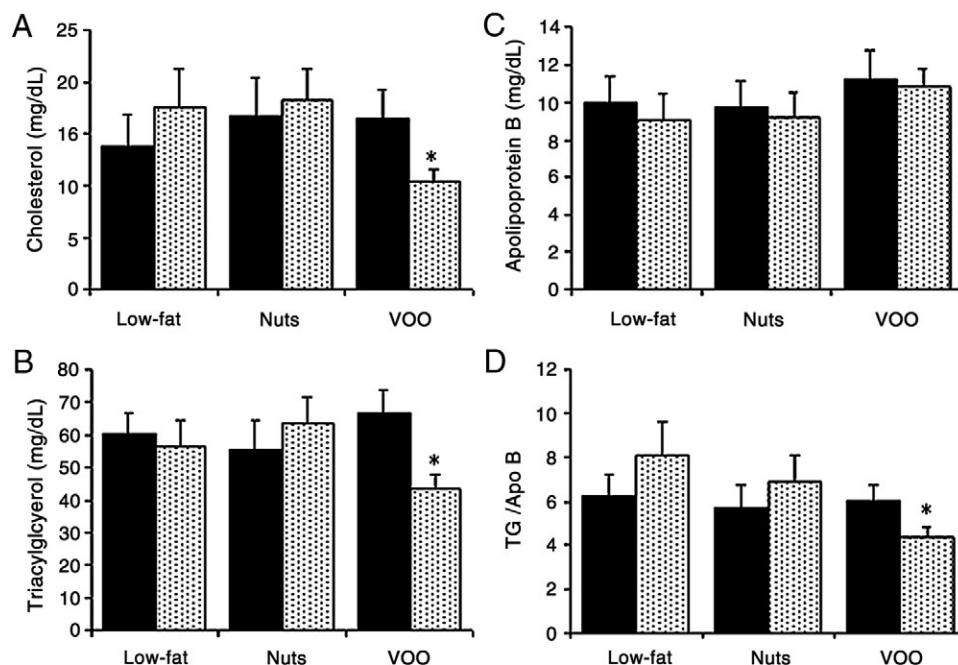 A
Cholesterol (mg/dL)
25
20
16
10
5
0
Low-fat Nuts VOO
*
C
Apolipoprotein B (mg/dL)
14
12
11
10
8
6
4
2
0
Low-fat Nuts VOO
B
Triacylglcyerol (mg/dL)
80
70
60
50
40
30
20
10
0
Low-fat Nuts VOO
*
D
TG /Apo B
12
10
8
6
4
2
0
Low-fat Nuts VOO
*